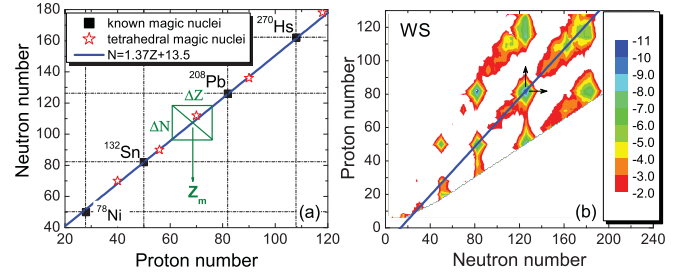 Neutron number
180
160
140
120
100
80
60
40
known magic nuclei
tetrahedral magic nuclei
N=1.37Z+13.5
²⁷⁰Hs
²⁰⁸Pb
ΔZ
ΔN
¹³²Sn
Zₘ
⁷⁸Ni
(a)
20 40 60 80 100 120
Proton number
Proton number
120
100
80
60
40
20
0
WS
(b)
0 40 80 120 160 200 240
Neutron number
-11
-10
-9.0
-8.0
-7.0
-6.0
-5.0
-4.0
-3.0
-2.0